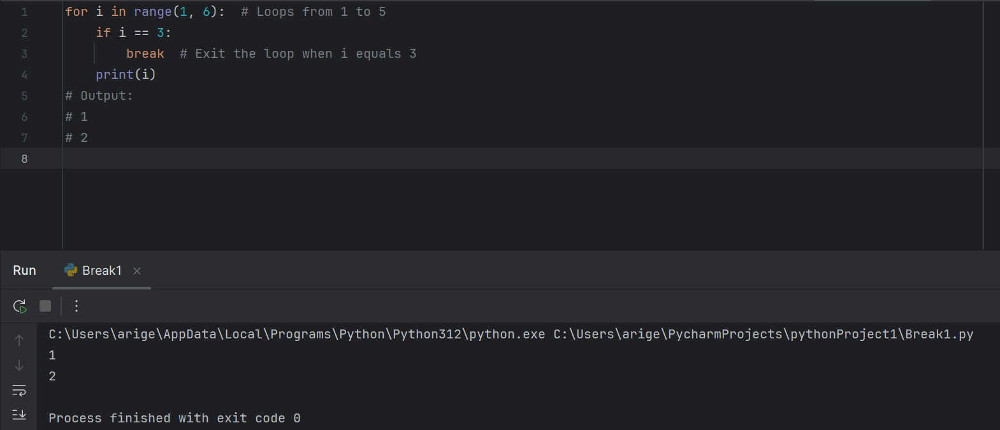 1 for i in range(1, 6):  # Loops from 1 to 5
2     if i == 3:
3         break  # Exit the loop when i equals 3
4     print(i)
5 # Output:
6 # 1
7 # 2
8
Run Break1
C:\Users\arige\AppData\Local\Programs\Python\Python312\python.exe C:\Users\arige\PycharmProjects\pythonProject1\Break1.py
1
2
Process finished with exit code 0